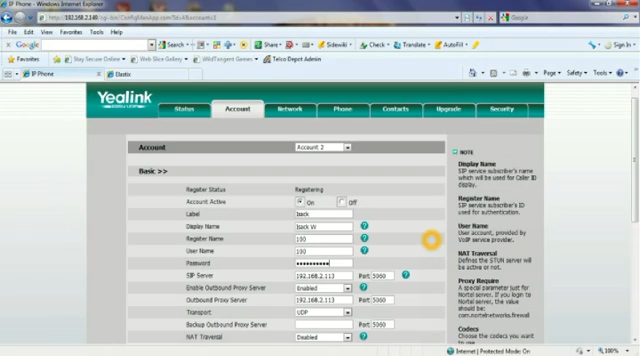 IP Phone - Windows Internet Explorer
File Edit View Favorites Tools Help
Google Search Share Sidewiki Check Translate AutoFill Sign In
Favorites Stay Secure Online Web Slice Gallery WildTangent Games Telco Depot Admin
IP Phone Elastix Page Safety Tools
Yealink
Status Account Network Phone Contacts Upgrade Security
Account Account 2
Basic >>
NOTE
Register Status Registering
Account Active On Off
Label
Display Name
Register Name
User Name
Password ••••••••••
SIP Server 192.168.2.113 Port 5060
Enable Outbound Proxy Server Enabled
Outbound Proxy Server 192.168.2.113 Port 5060
Transport UDP
Backup Outbound Proxy Server Port 5060
NAT Traversal Disabled
Display Name
SIP service subscriber's name
which will be used for Caller ID
display.
Register Name
SIP service subscriber's ID
used for authentication.
User Name
User account, provided by
VoIP service provider.
NAT Traversal
Defines the STUN server will
be active or not.
Proxy Require
A special parameter just for
Nortel server. If you login to
Nortel server, the value
should be:
com.nortelnetworks.firewall
Codecs
Choose the codecs you want
Internet | Protected Mode: On 100%